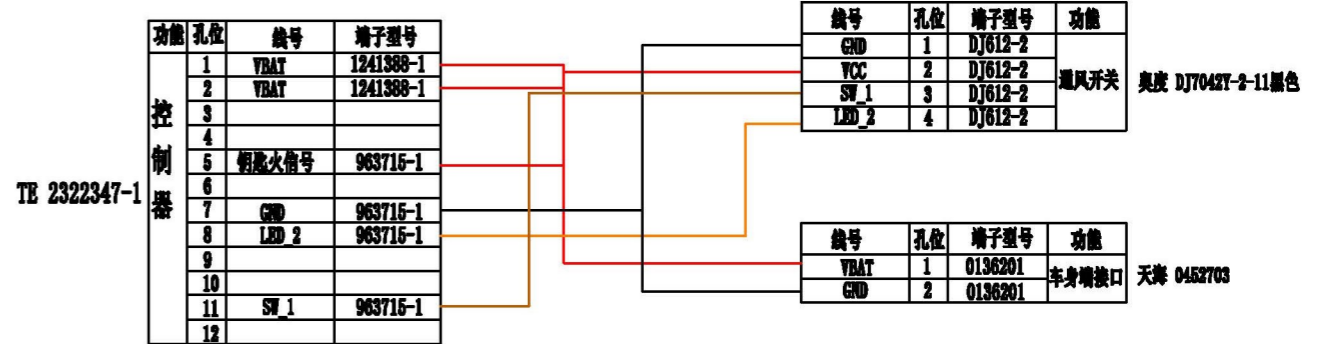 功能 孔位 线号 端子型号
控制器
1 VBAT 1241388-1
2 VBAT 1241388-1
3
4
5 钥匙火信号 963715-1
6
7 GND 963715-1
8 LED_2 963715-1
9
10
11 SW_1 963715-1
12
TE 2322347-1
线号 孔位 端子型号 功能
GND 1 DJ612-2
VCC 2 DJ612-2
SW_1 3 DJ612-2
LED_2 4 DJ612-2
通风开关
奥度 DJ7042Y-2-11黑色
线号 孔位 端子型号 功能
VBAT 1 0136201
GND 2 0136201
车身端接口
天海 0452703